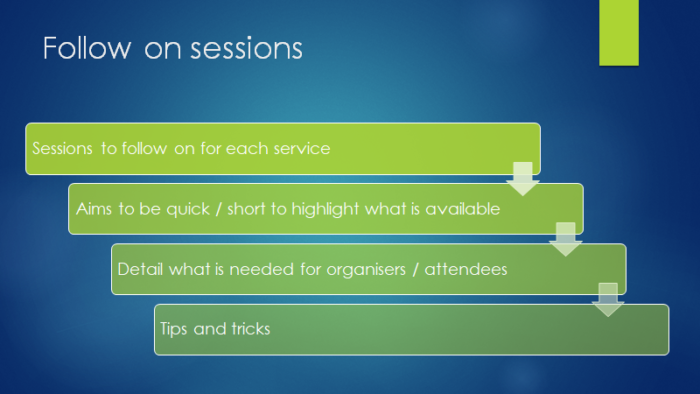 Follow on sessions
Sessions to follow on for each service
Aims to be quick / short to highlight what is available
Detail what is needed for organisers / attendees
Tips and tricks